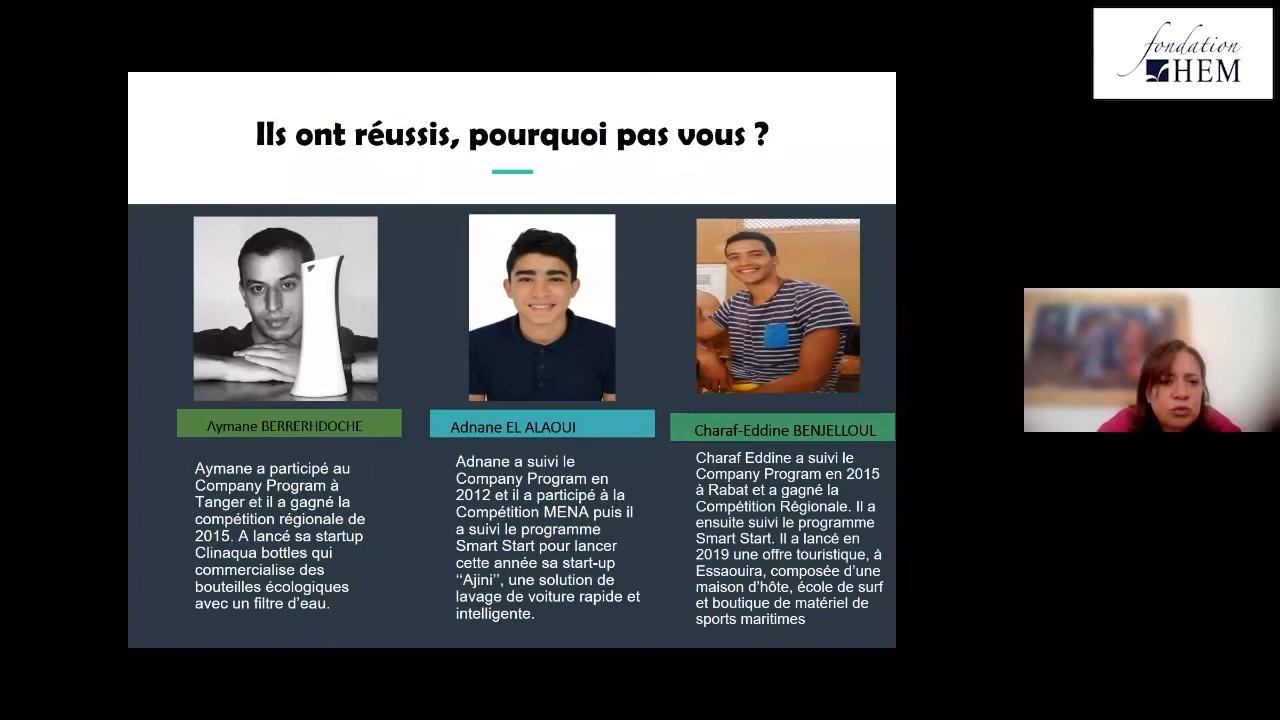 fondation
HEM
Ils ont réussis, pourquoi pas vous ?
Aymane BERRERHDOCHE
Aymane a participé au
Company Program à
Tanger et il a gagné la
compétition régionale de
2015. A lancé sa startup
Clinaqua bottles qui
commercialise des
bouteilles écologiques
avec un filtre d'eau.
Adnane EL ALAOUI
Adnane a suivi le
Company Program en
2012 et il a participé à la
Compétition MENA puis il
a suivi le programme
Smart Start pour lancer
cette année sa start-up
‘‘Ajini’’, une solution de
lavage de voiture rapide et
intelligente.
Charaf-Eddine BENJELLOUL
Charaf Eddine a suivi le
Company Program en 2015
à Rabat et a gagné la
Compétition Régionale. Il a
ensuite suivi le programme
Smart Start. Il a lancé en
2019 une offre touristique, à
Essaouira, composée d'une
maison d'hôte, école de surf
et boutique de matériel de
sports maritimes